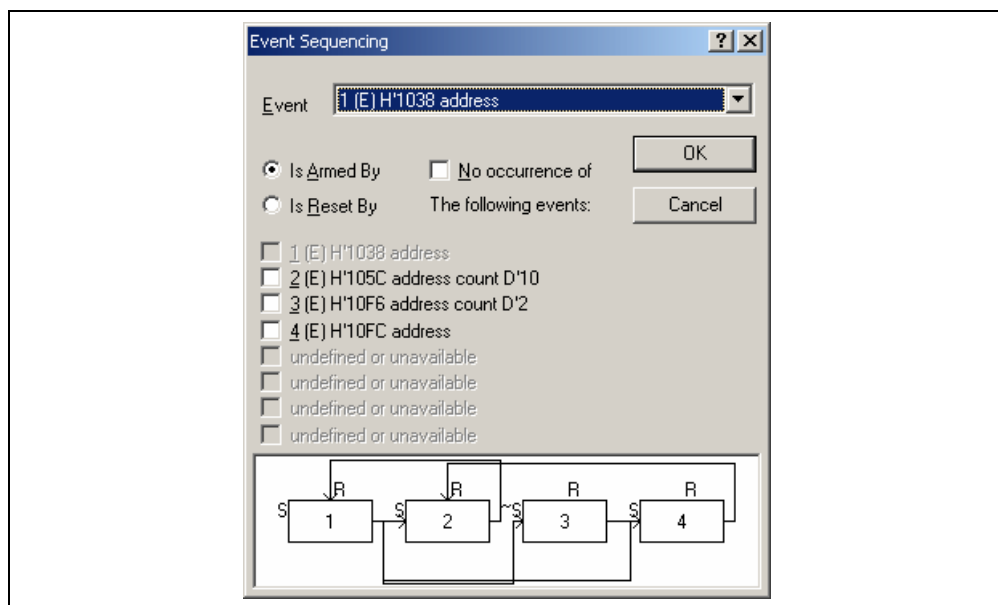 Event Sequencing
Event 1 (E) H'1038 address
OK
Is Armed By No occurrence of
Is Reset By The following events:
Cancel
1 (E) H'1038 address
2 (E) H'105C address count D'10
3 (E) H'10F6 address count D'2
4 (E) H'10FC address
undefined or unavailable
undefined or unavailable
undefined or unavailable
undefined or unavailable
R R R R
S S ~S S
1 2 3 4